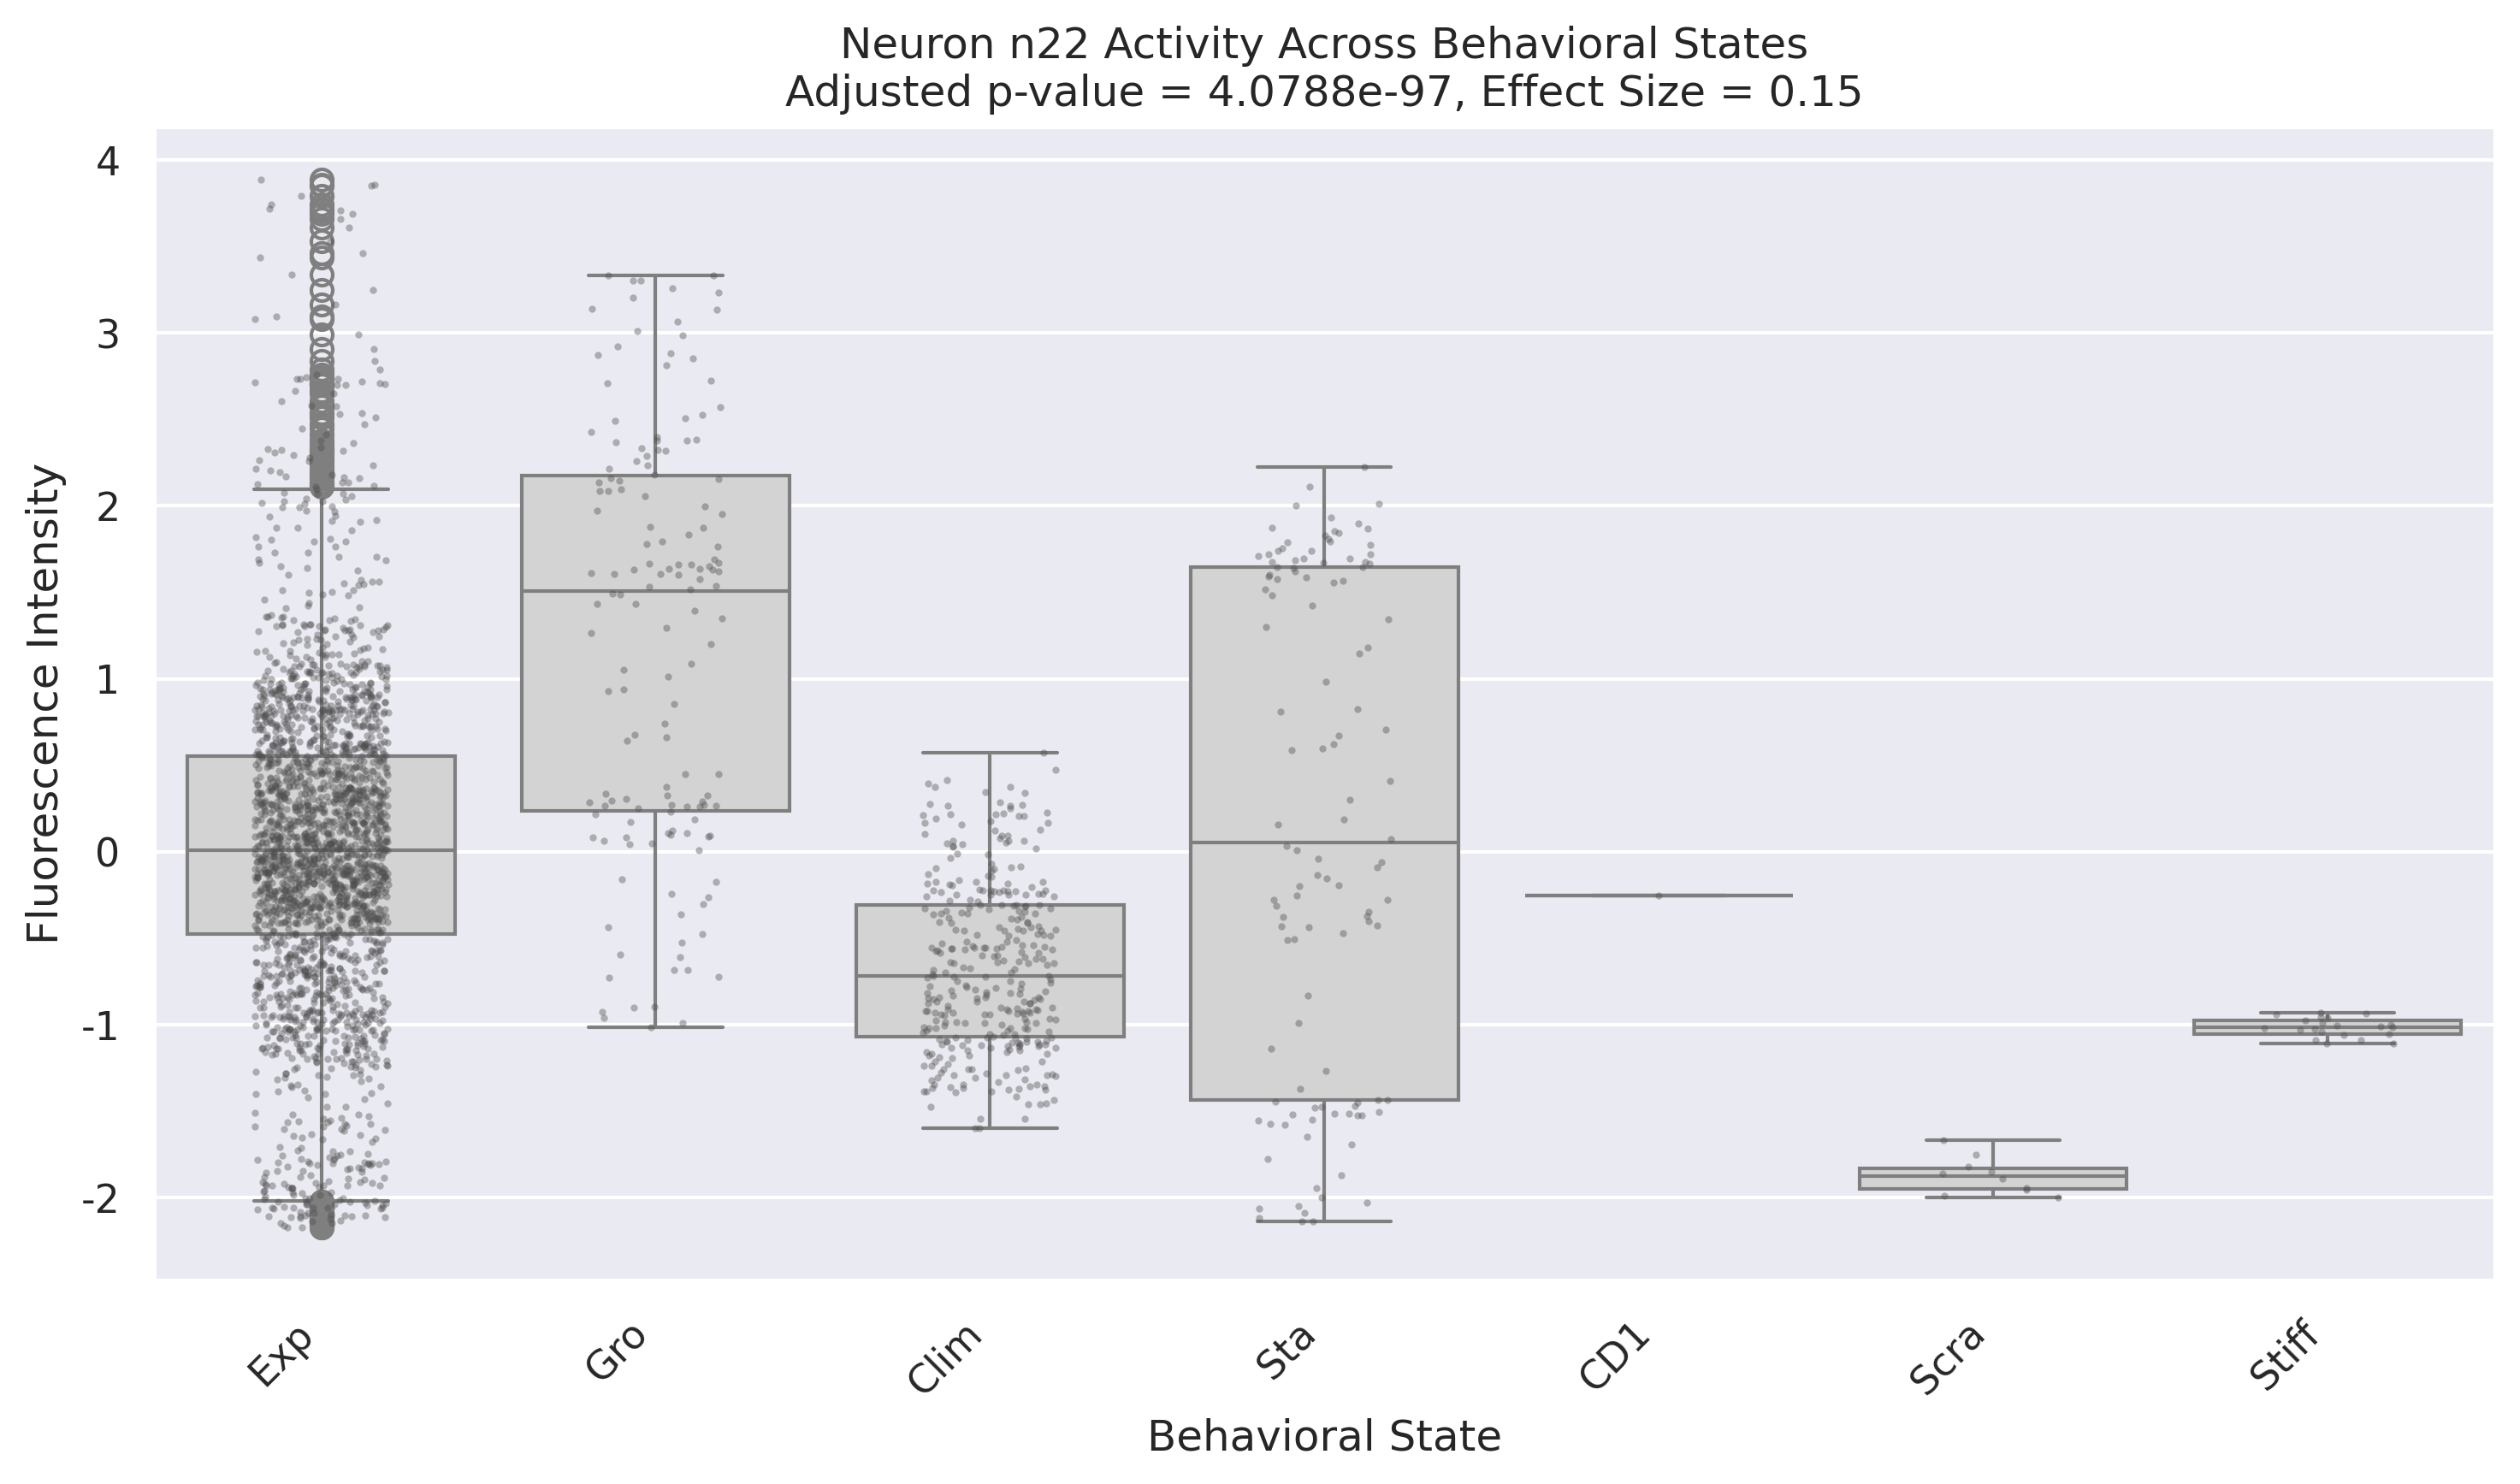 Neuron n22 Activity Across Behavioral States
Adjusted p-value = 4.0788e-97, Effect Size = 0.15
Fluorescence Intensity
4
3
2
1
0
-1
-2
Exp
Gro
Clim
Sta
CD1
Scra
Stiff
Behavioral State